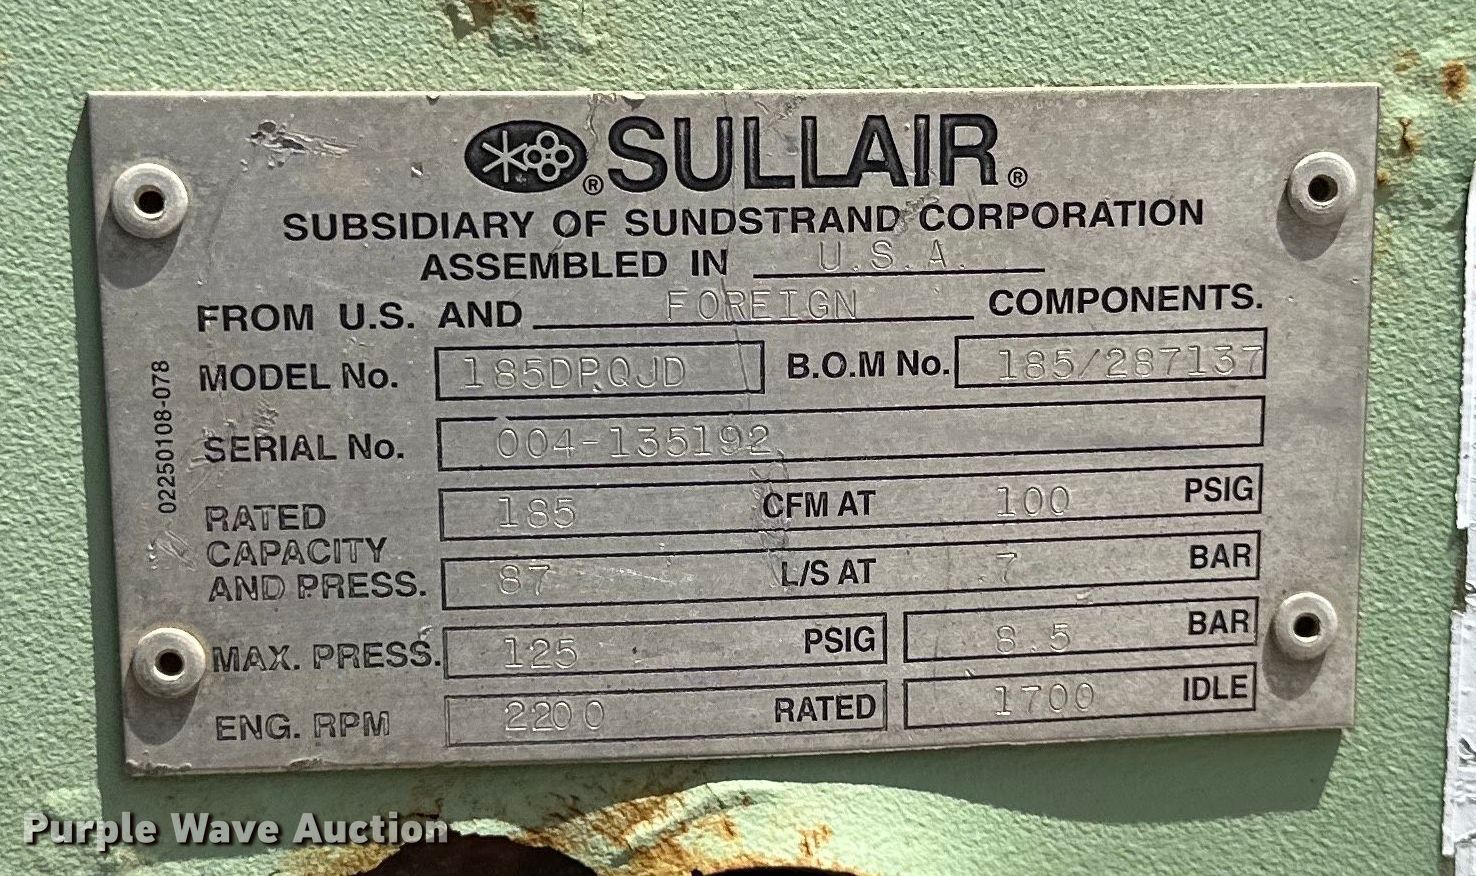 ® SULLAIR®
SUBSIDIARY OF SUNDSTRAND CORPORATION
ASSEMBLED IN U.S.A.
FROM U.S. AND FOREIGN COMPONENTS.
MODEL No. 185DPQJD B.O.M No. 185/287137
SERIAL No. 004-135192
RATED CAPACITY AND PRESS.
185 CFM AT 100 PSIG
87 L/S AT 7 BAR
MAX. PRESS. 125 PSIG 8.5 BAR
ENG. RPM 2200 RATED 1700 IDLE
02250108-078
Purple Wave Auction